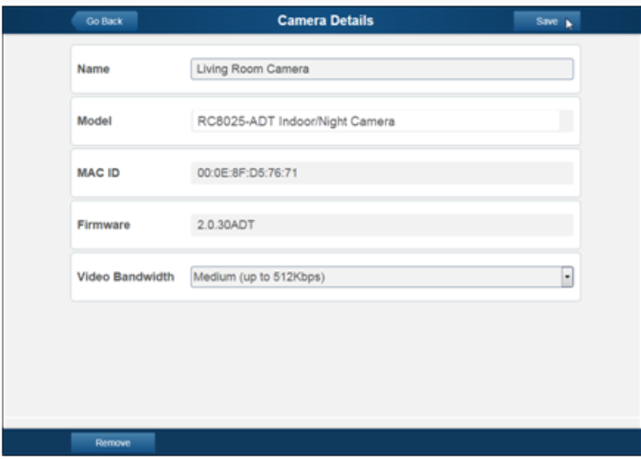 Go Back Camera Details Save
Name Living Room Camera
Model RC8025-ADT Indoor/Night Camera
MAC ID 00:0E:8F:D5:76:71
Firmware 2.0.30ADT
Video Bandwidth Medium (up to 512Kbps)
Remove